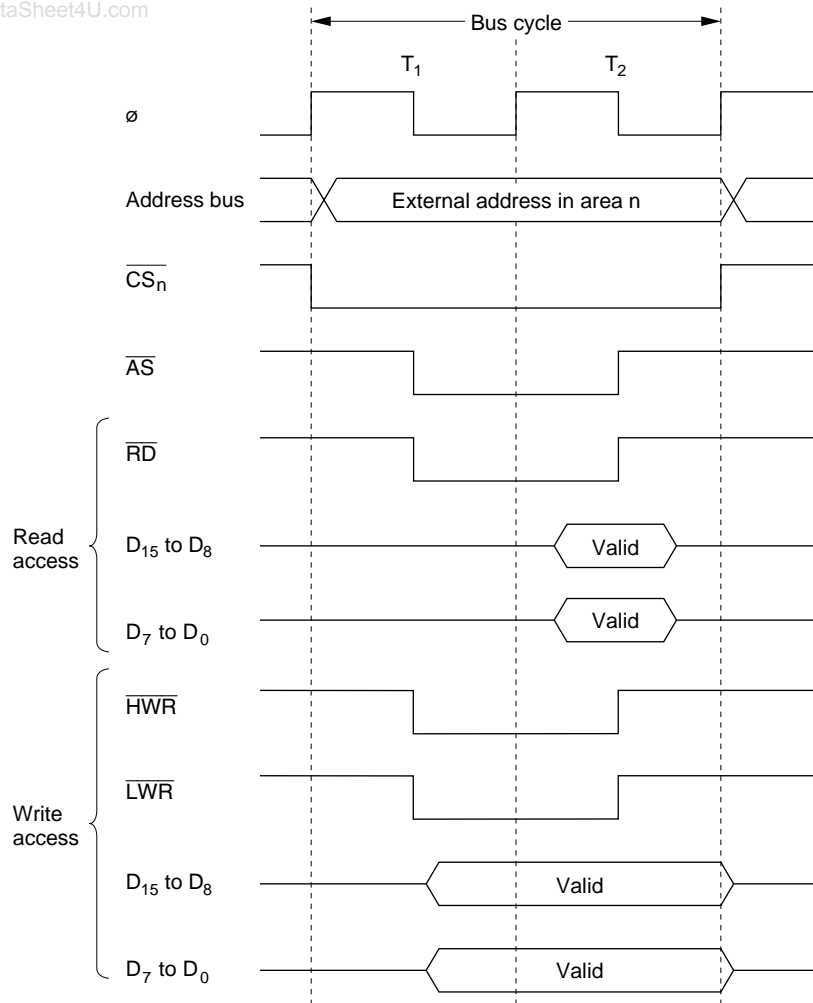 taSheet4U.com
Bus cycle
T1 T2
ø
Address bus External address in area n
CSn
AS
RD
Read access
D15 to D8 Valid
D7 to D0 Valid
HWR
LWR
Write access
D15 to D8 Valid
D7 to D0 Valid